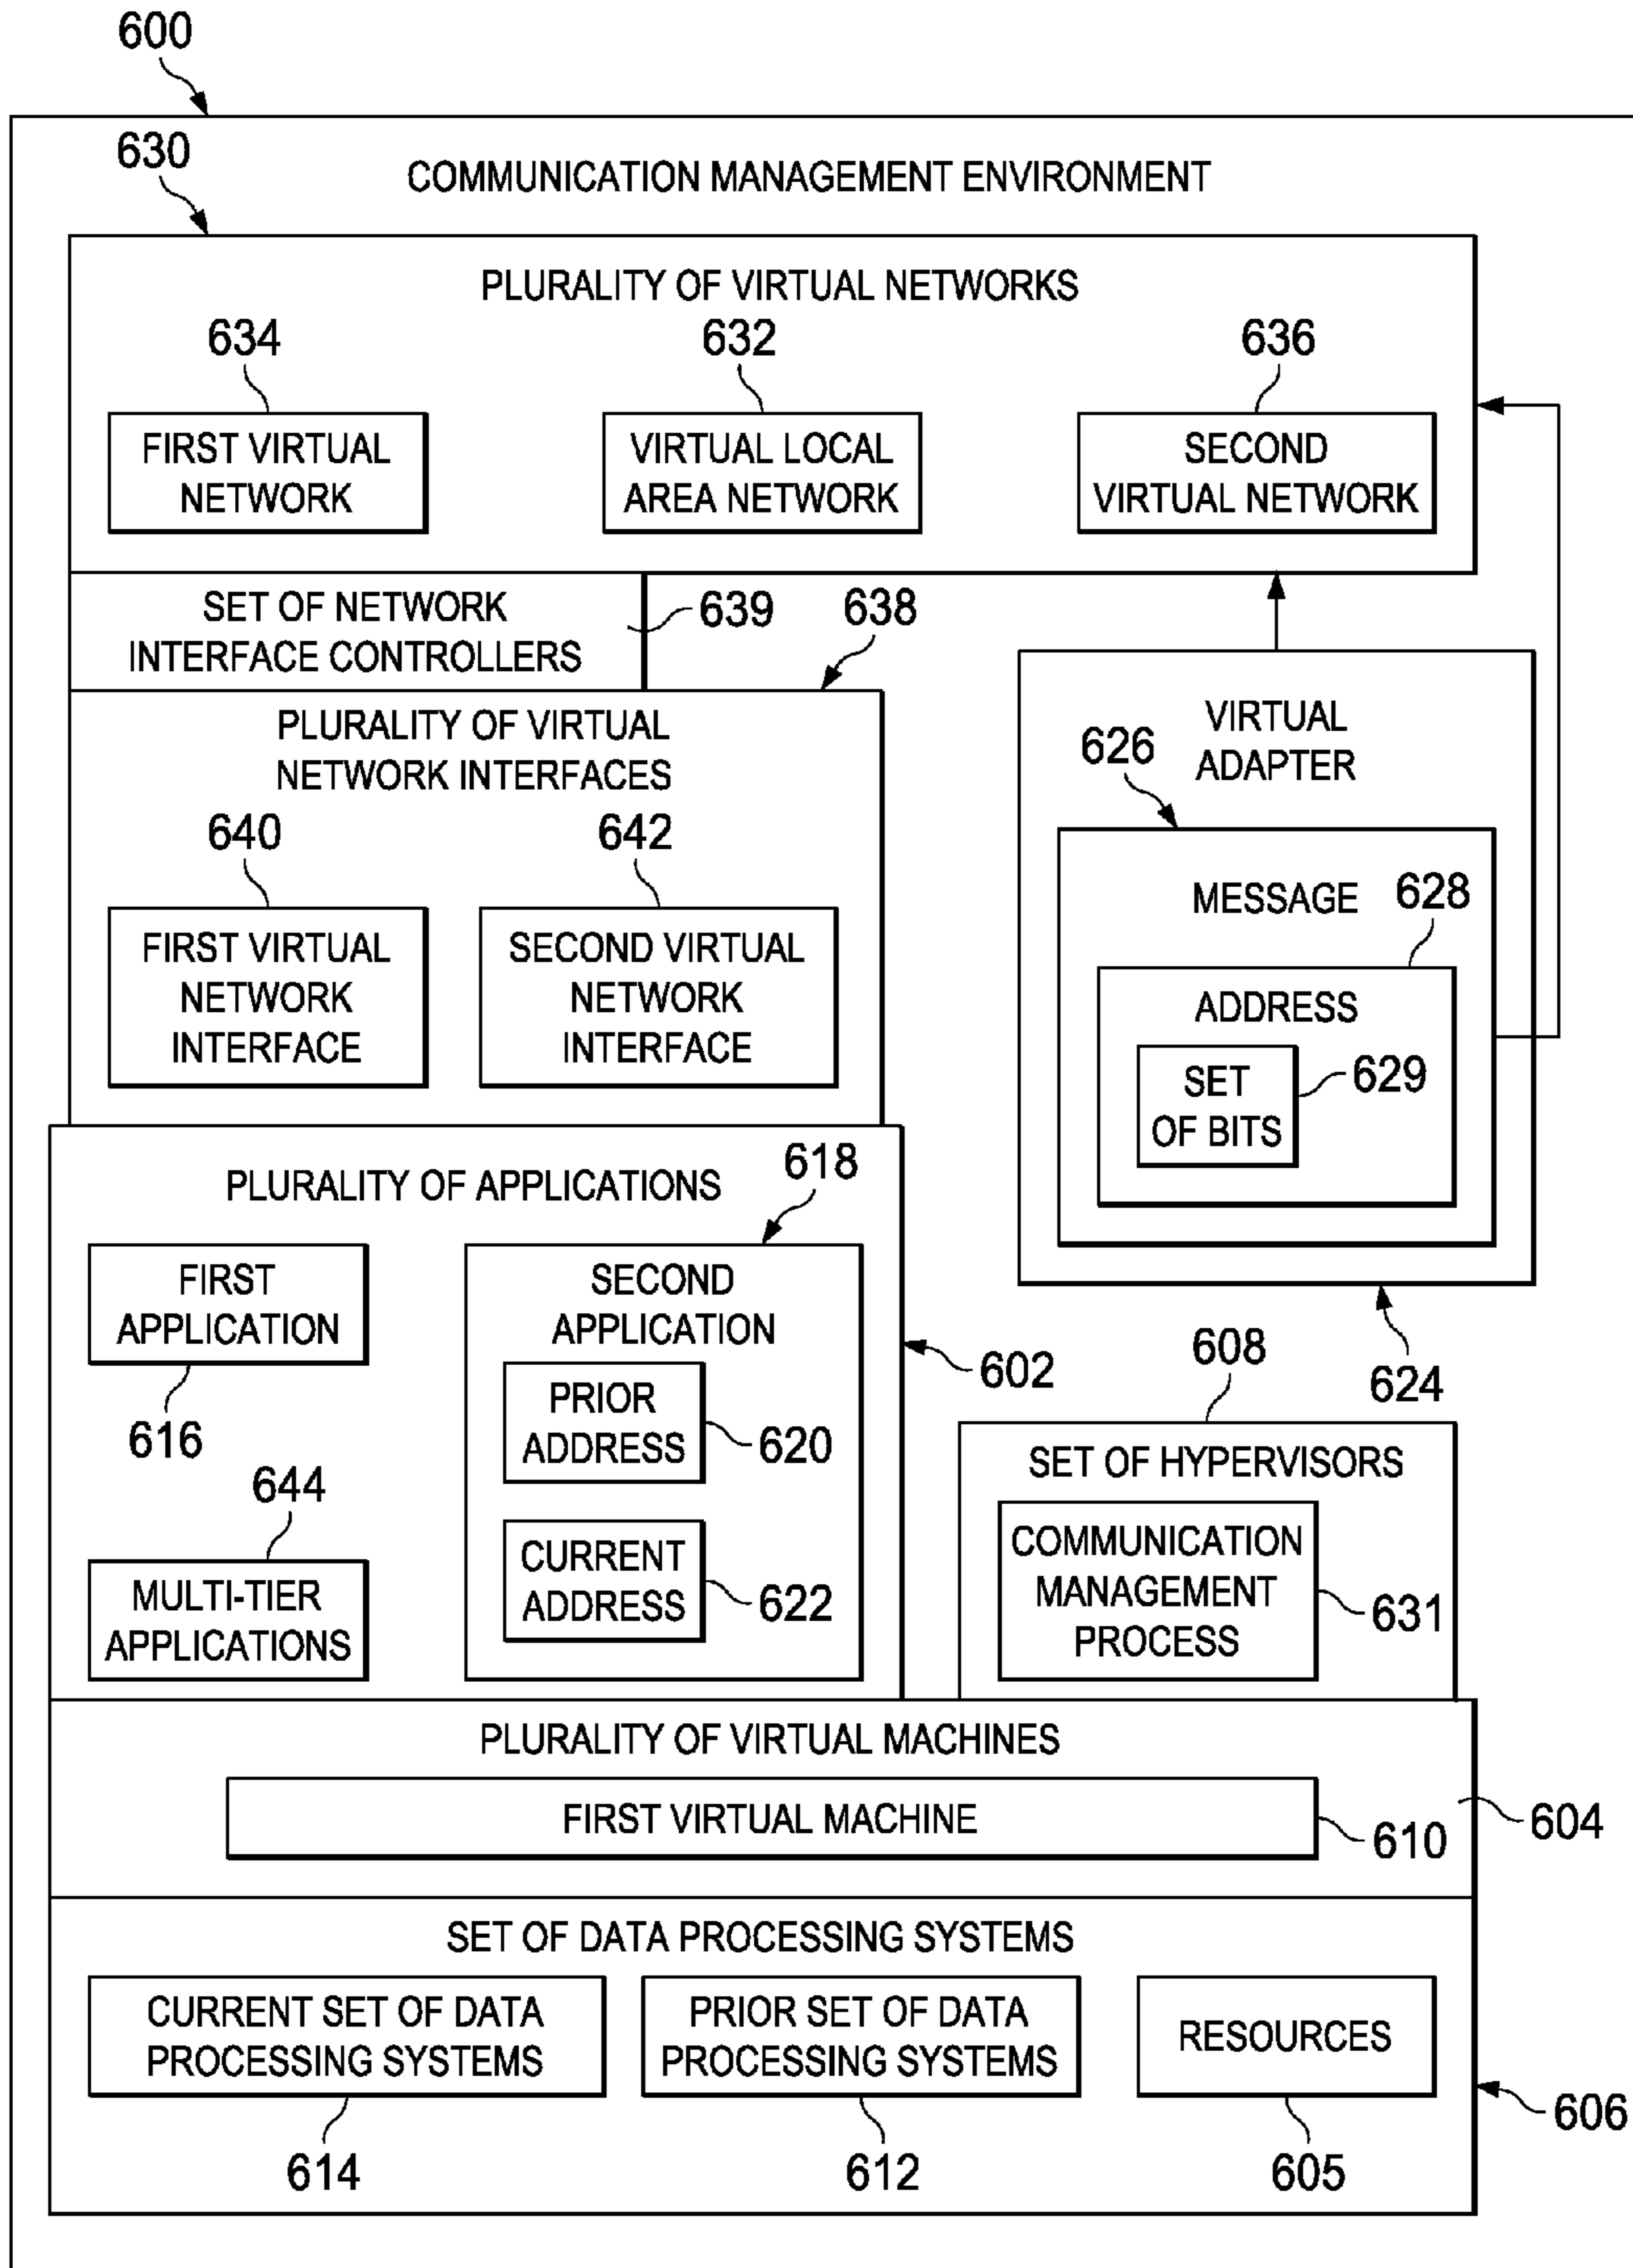 600
630
COMMUNICATION MANAGEMENT ENVIRONMENT
PLURALITY OF VIRTUAL NETWORKS
634
632
636
FIRST VIRTUAL
NETWORK
VIRTUAL LOCAL
AREA NETWORK
SECOND
VIRTUAL NETWORK
SET OF NETWORK
INTERFACE CONTROLLERS
639
638
PLURALITY OF VIRTUAL
NETWORK INTERFACES
640
642
FIRST VIRTUAL
NETWORK
INTERFACE
SECOND VIRTUAL
NETWORK
INTERFACE
VIRTUAL
ADAPTER
626
MESSAGE
628
ADDRESS
SET
OF BITS
629
624
PLURALITY OF APPLICATIONS
618
FIRST
APPLICATION
616
SECOND
APPLICATION
PRIOR
ADDRESS
620
CURRENT
ADDRESS
622
602
644
MULTI-TIER
APPLICATIONS
608
SET OF HYPERVISORS
COMMUNICATION
MANAGEMENT
PROCESS
631
PLURALITY OF VIRTUAL MACHINES
FIRST VIRTUAL MACHINE
610
604
SET OF DATA PROCESSING SYSTEMS
CURRENT SET OF DATA
PROCESSING SYSTEMS
PRIOR SET OF DATA
PROCESSING SYSTEMS
RESOURCES
606
614
612
605